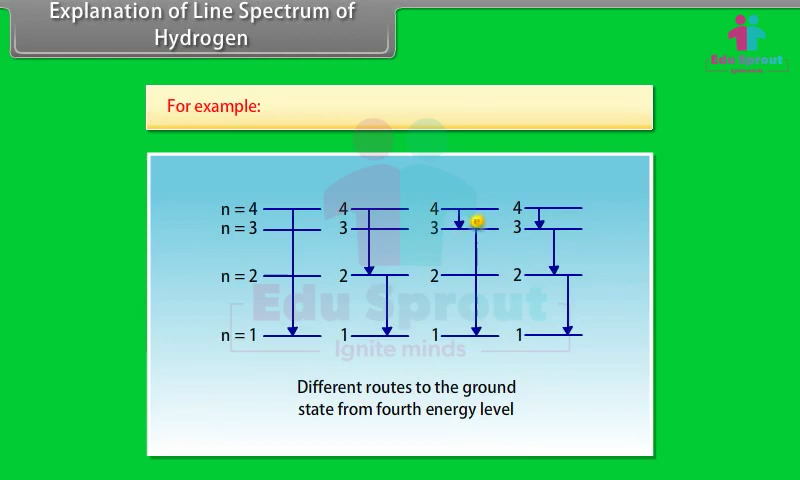 Explanation of Line Spectrum of
Hydrogen
Edu Sprout
Ignite minds
For example:
n = 4 4 4 4
n = 3 3 3 3
n = 2 2 2 2
n = 1 1 1 1
Edu Sprout
Ignite minds
Different routes to the ground
state from fourth energy level